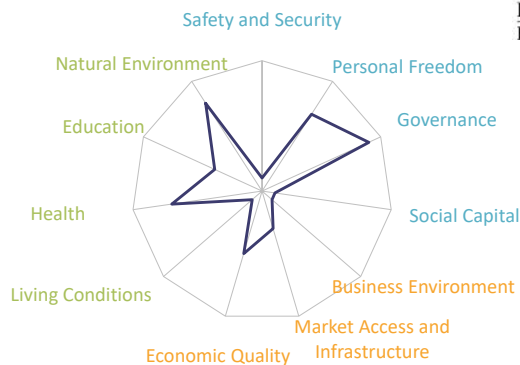 Safety and Security
Natural Environment
Personal Freedom
Education
Governance
Health
Social Capital
Living Conditions
Business Environment
Market Access and
Infrastructure
Economic Quality